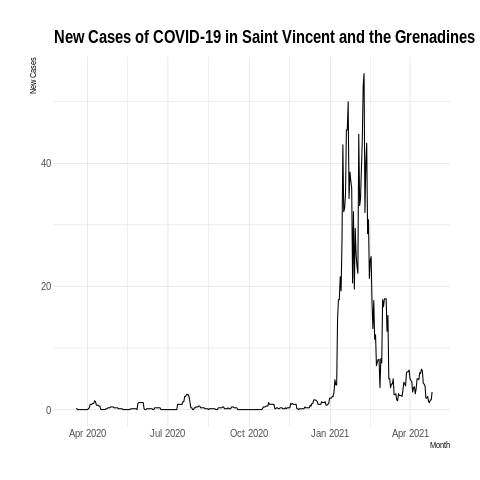 New Cases of COVID-19 in Saint Vincent and the Grenadines
New Cases
40
20
0
Apr 2020 Jul 2020 Oct 2020 Jan 2021 Apr 2021
Month